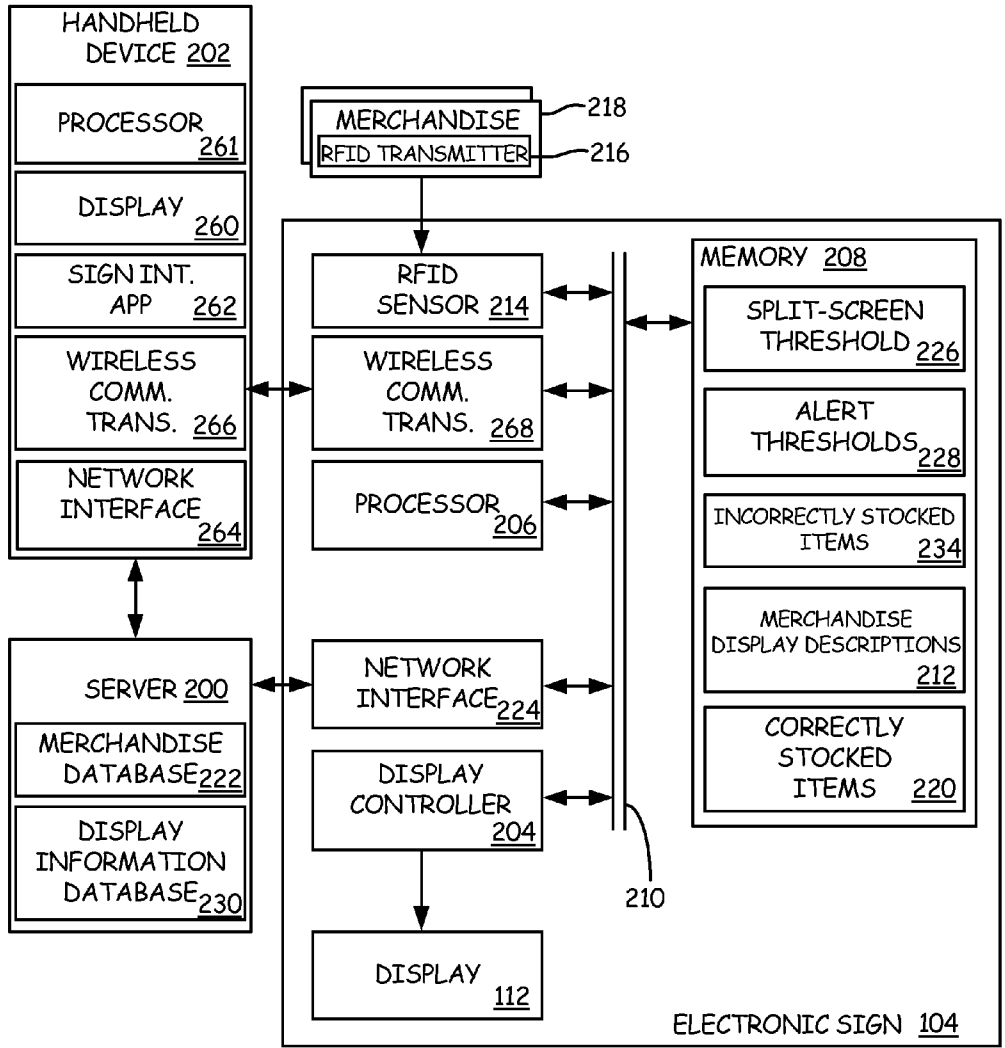 HANDHELD
DEVICE 202
PROCESSOR
261
DISPLAY
260
SIGN INT.
APP
262
WIRELESS
COMM.
TRANS.
266
NETWORK
INTERFACE
264
SERVER 200
MERCHANDISE
DATABASE 222
DISPLAY
INFORMATION
DATABASE 230
MERCHANDISE
RFID TRANSMITTER
218
216
RFID
SENSOR 214
WIRELESS
COMM.
TRANS. 268
PROCESSOR
206
NETWORK
INTERFACE 224
DISPLAY
CONTROLLER
204
DISPLAY
112
210
MEMORY 208
SPLIT-SCREEN
THRESHOLD
226
ALERT
THRESHOLDS
228
INCORRECTLY STOCKED
ITEMS 234
MERCHANDISE
DISPLAY DESCRIPTIONS
212
CORRECTLY
STOCKED
ITEMS 220
ELECTRONIC SIGN 104